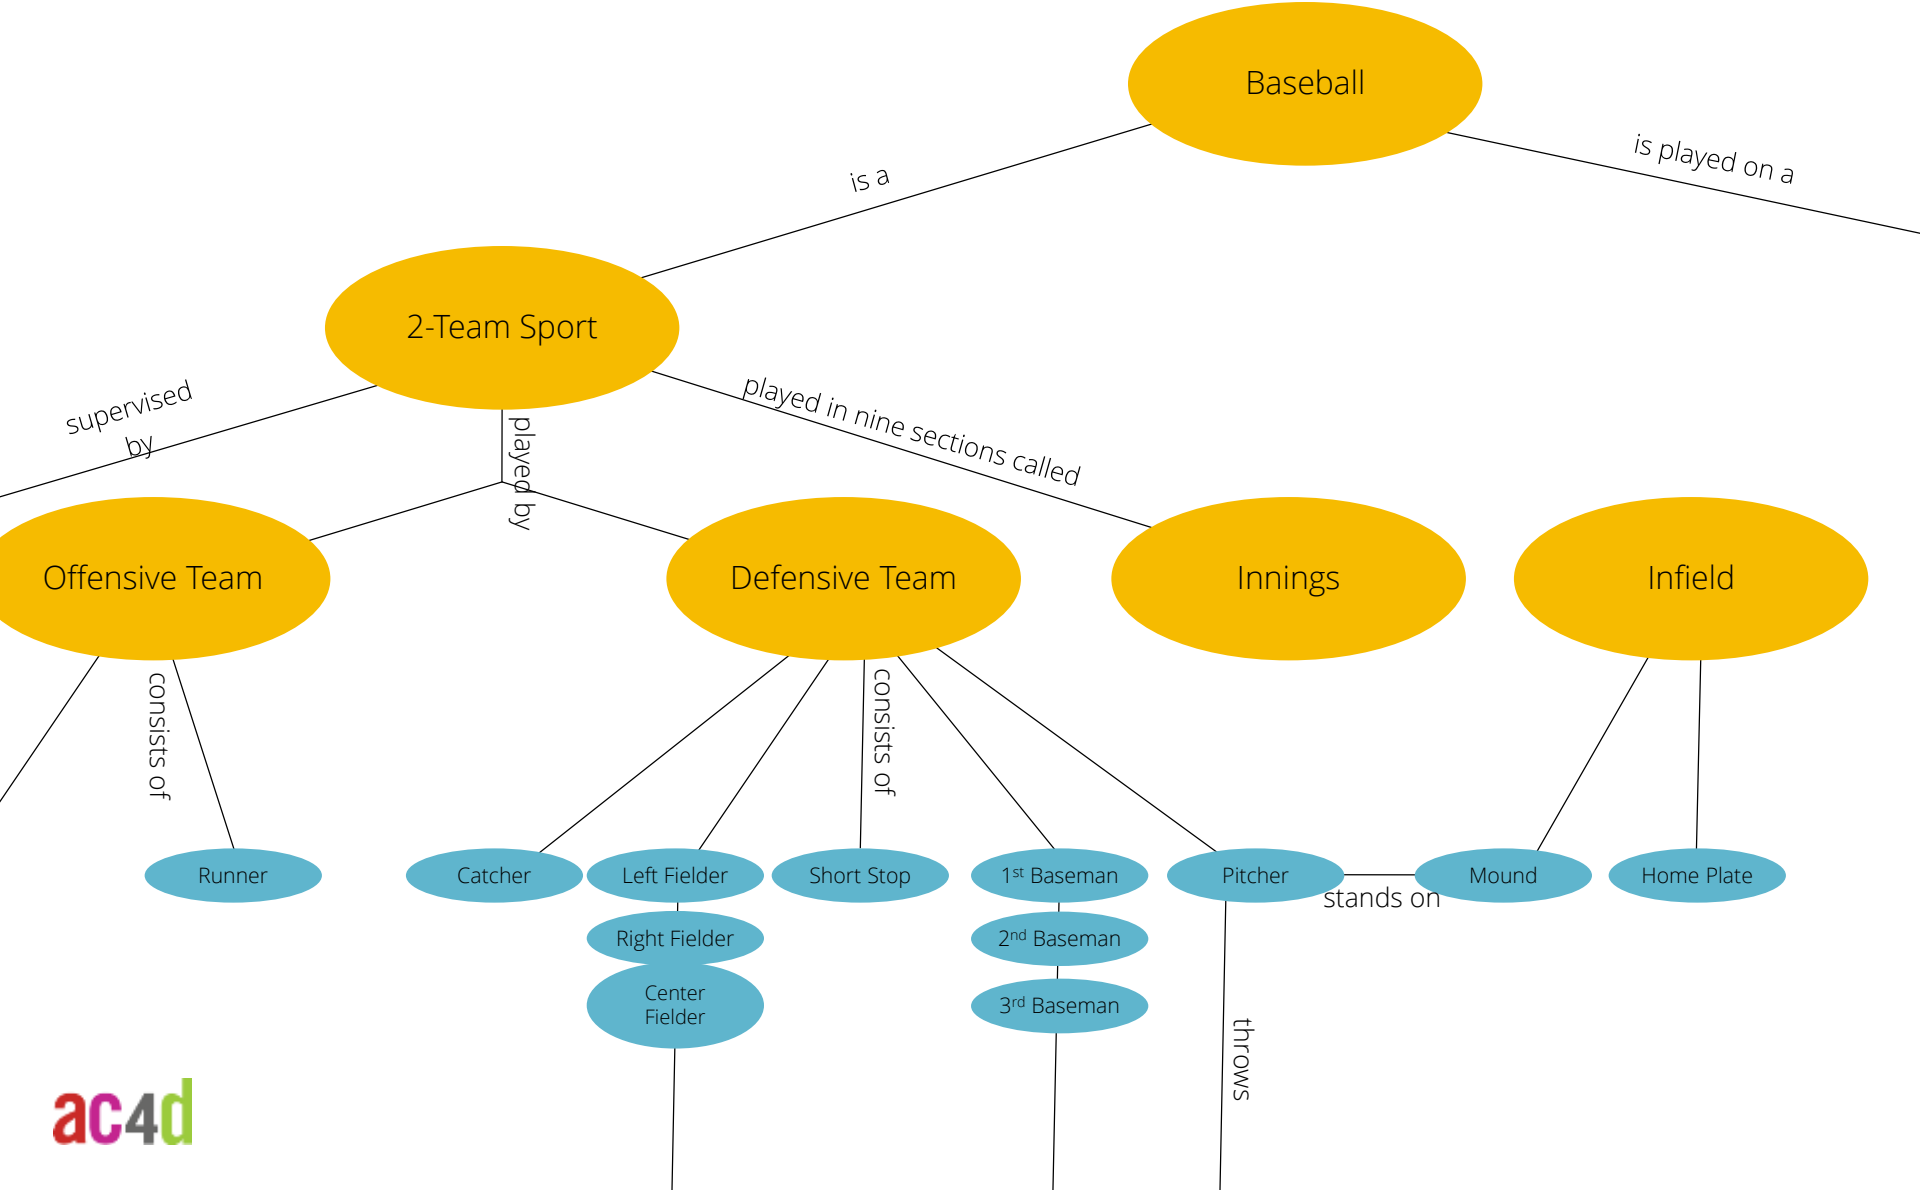 Baseball
is played on a
is a
2-Team Sport
supervised
by
played by
played in nine sections called
Offensive Team
Defensive Team
Innings
Infield
consists of
consists of
Runner
Catcher
Left Fielder
Short Stop
1st Baseman
Pitcher
stands on
Mound
Home Plate
Right Fielder
2nd Baseman
Center
Fielder
3rd Baseman
throws
ac4d